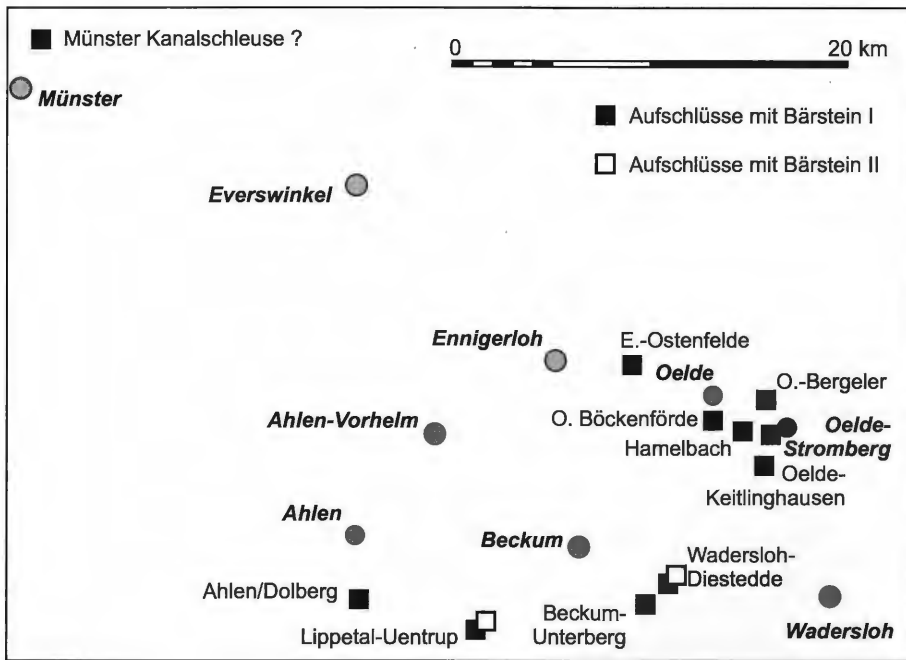 Münster Kanalschleuse ?
0 20 km
Münster
Aufschlüsse mit Bärstein I
Aufschlüsse mit Bärstein II
Everswinkel
Ennigerloh
E.-Ostenfelde
Oelde
O.-Bergeler
Ahlen-Vorhelm
O. Böckenförde
Hamelbach
Oelde-
Stromberg
Oelde-
Keitlinghausen
Ahlen
Beckum
Wadersloh-
Diestedde
Ahlen/Dolberg
Beckum-
Unterberg
Lippetal-Uentrup
Wadersloh